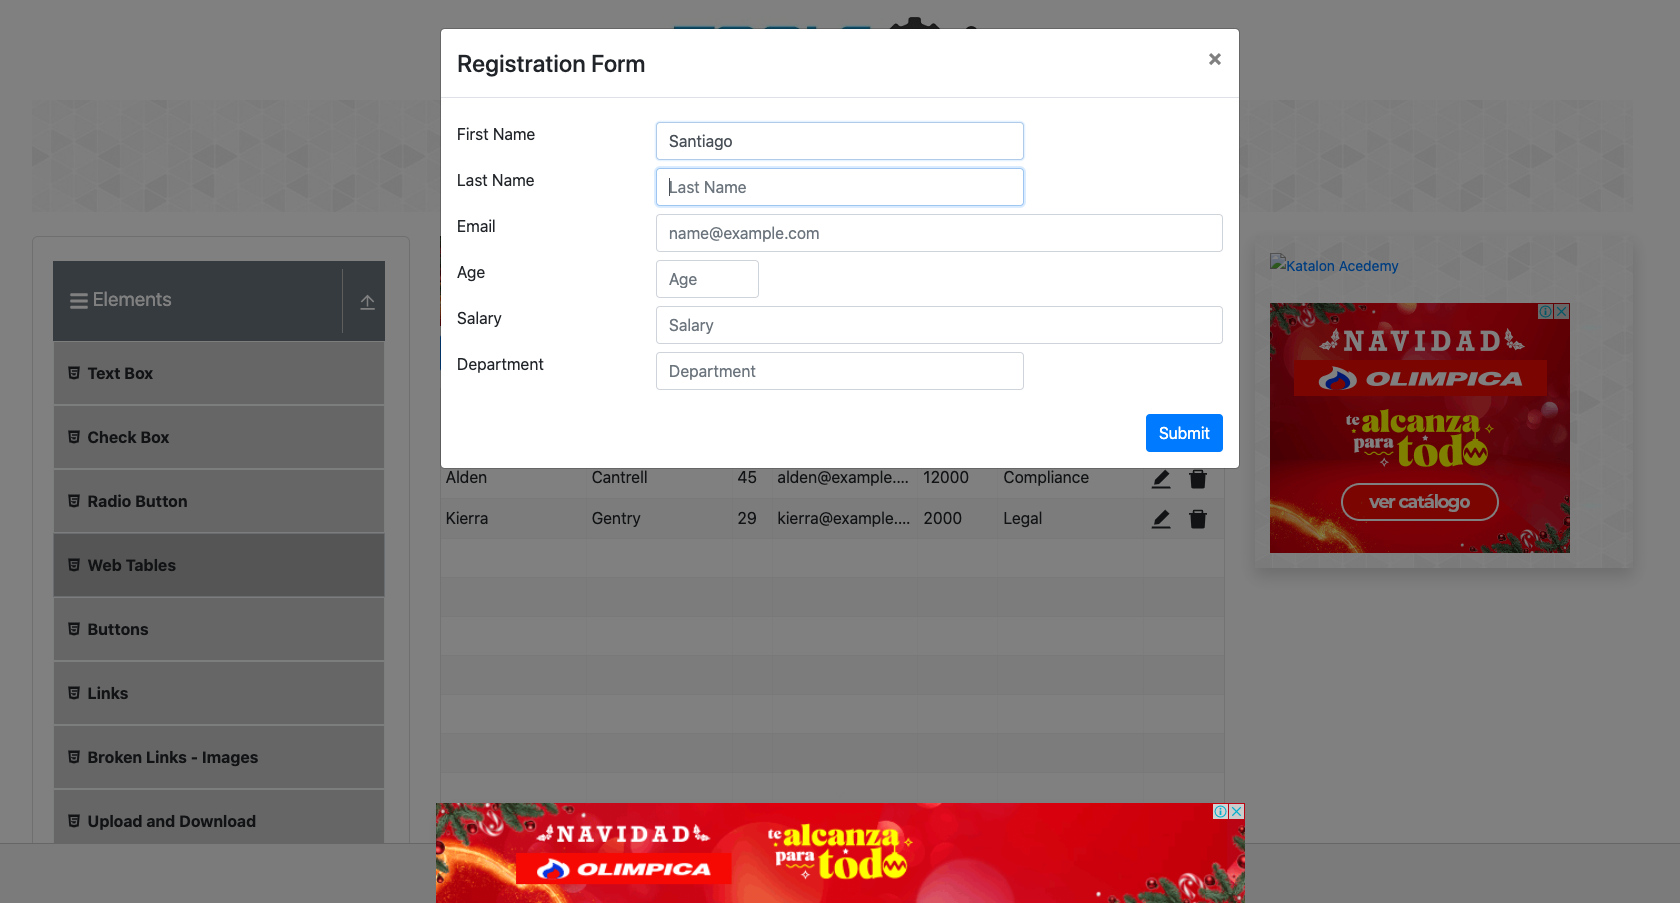 Registration Form
×
First Name
Santiago
Last Name
Last Name
Email
name@example.com
Age
Age
Salary
Salary
Department
Department
Submit
Elements
Text Box
Check Box
Radio Button
Web Tables
Buttons
Links
Broken Links - Images
Upload and Download
Alden Cantrell 45 alden@example.... 12000 Compliance
Kierra Gentry 29 kierra@example.... 2000 Legal
Katalon Acedemy
NAVIDAD
OLIMPICA
te alcanza
para todo
ver catálogo
NAVIDAD
OLIMPICA
te alcanza
para todo